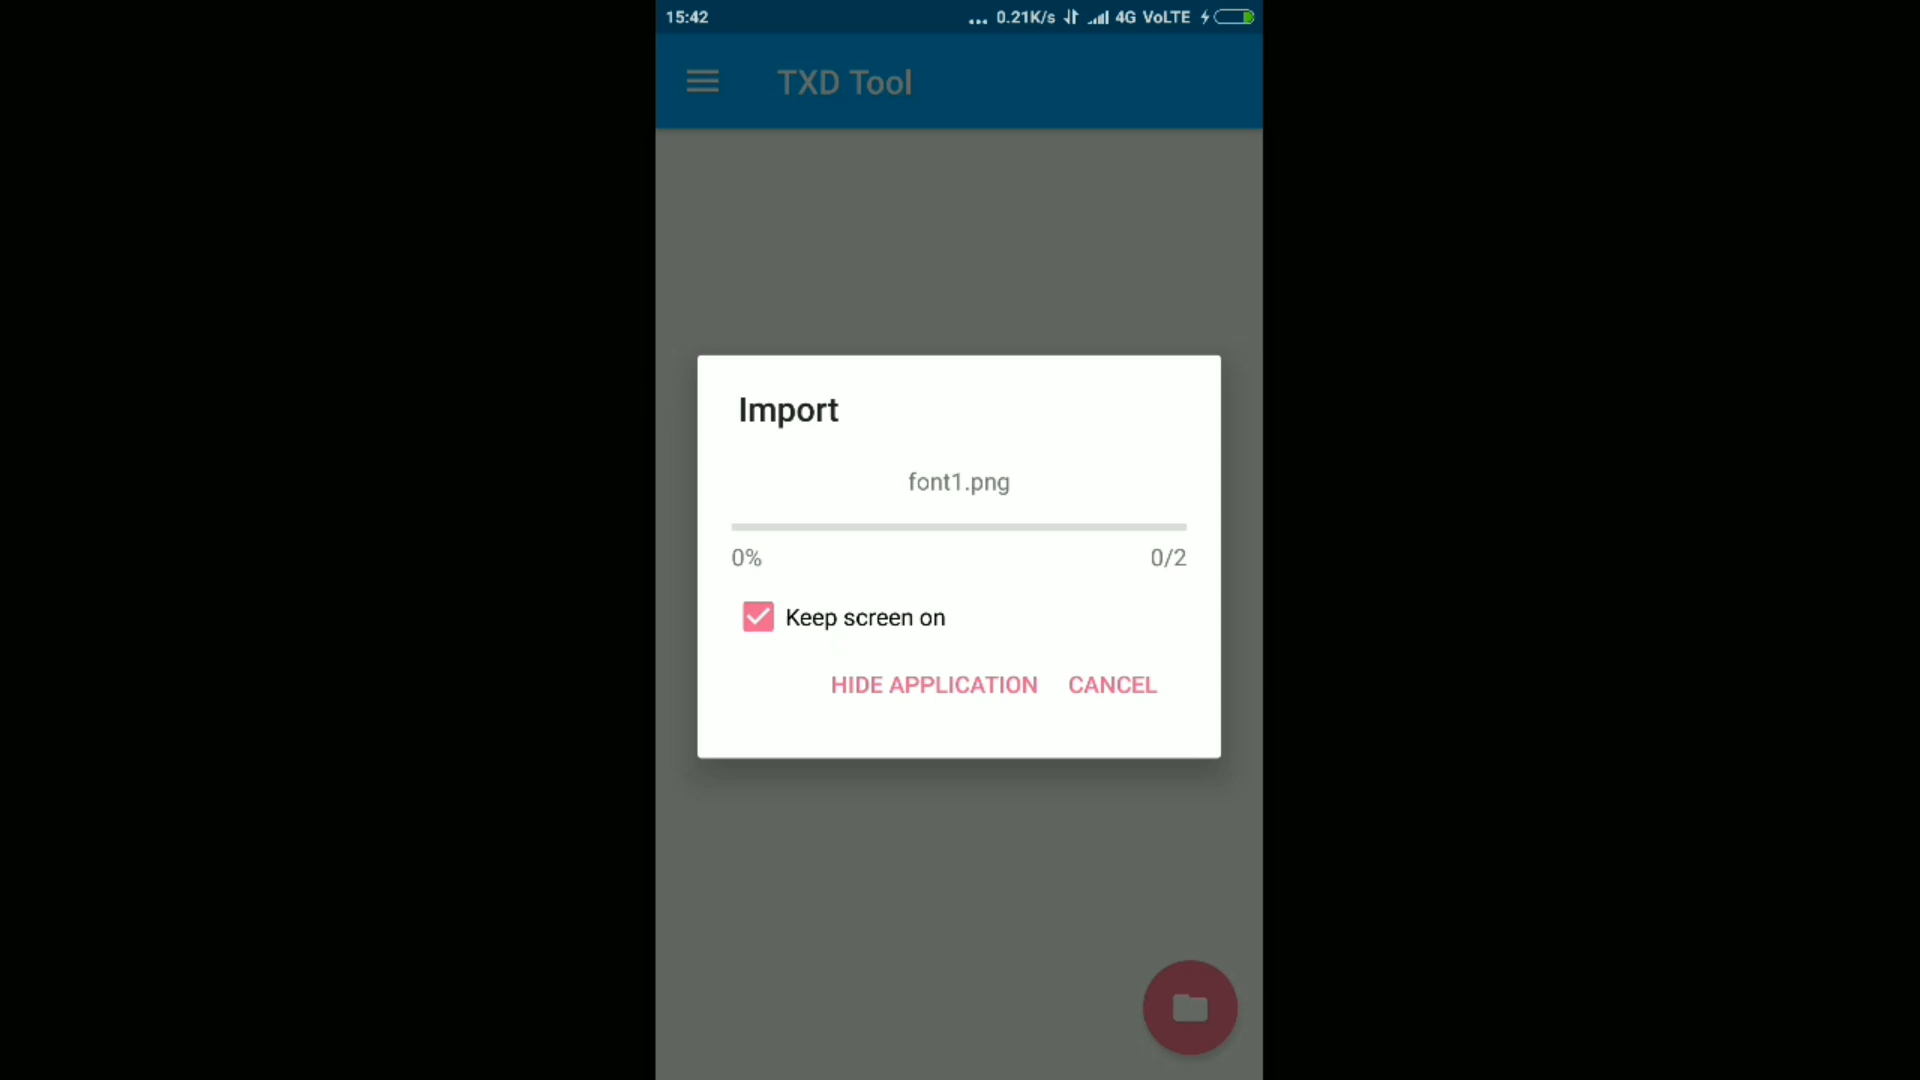 15:42
... 0.21K/s 4G VoLTE
TXD Tool
Import
font1.png
0% 0/2
Keep screen on
HIDE APPLICATION CANCEL